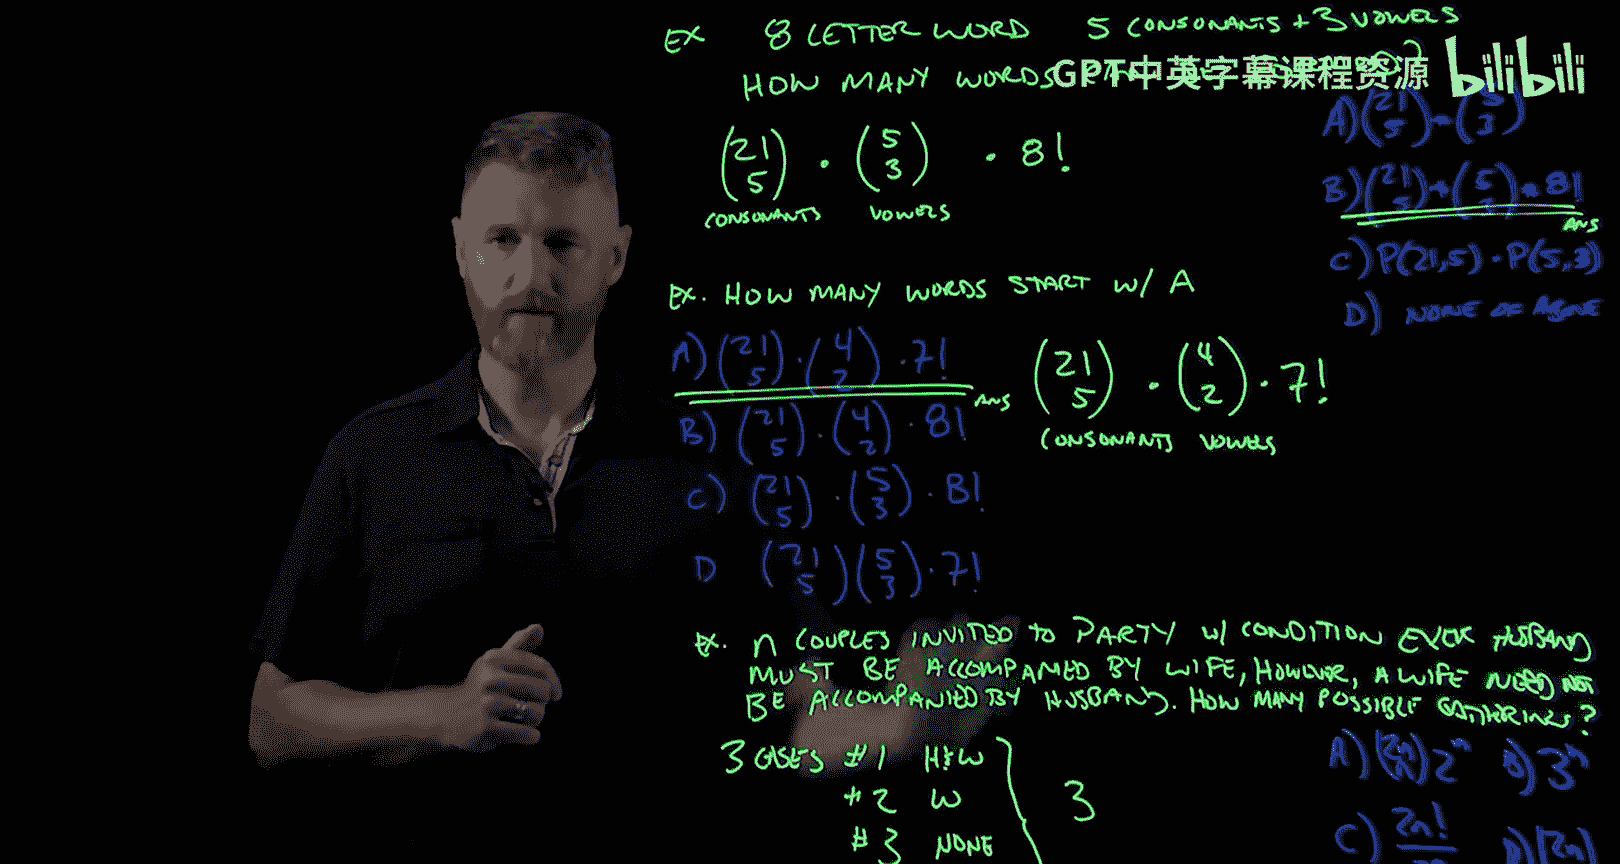 EX 8 LETTER WORD 5 CONSONANTS + 3 VOWELS
HOW MANY WORDS
GPT中英字幕课程资源 bilibili
(21 5) · (5 3) · 8!
CONSONANTS VOWELS
A) (21 5) · (5 3)
B) (21 5) · (5 3) · 8!
ANS
C) P(21,5) · P(5,3)
D) NONE OF ABOVE
EX. HOW MANY WORDS START W/ A
A) (21 5) · (4 2) · 7!
ANS
B) (21 5) · (4 2) · 8!
C) (21 5) · (5 3) · 8!
D (21 5)(5 3) · 7!
(21 5) · (4 2) · 7!
CONSONANTS VOWELS
EX. n COUPLES INVITED TO PARTY W/ CONDITION EVERY HUSBAND
MUST BE ACCOMPANIED BY WIFE, HOWEVER, A WIFE NEED NOT
BE ACCOMPANIED BY HUSBAND. HOW MANY POSSIBLE GATHERINGS?
3 CASES #1 H&W
#2 W
#3 NONE
3
A) (2n n) 2^n B) 3^n
C) 2n!
D) (2n